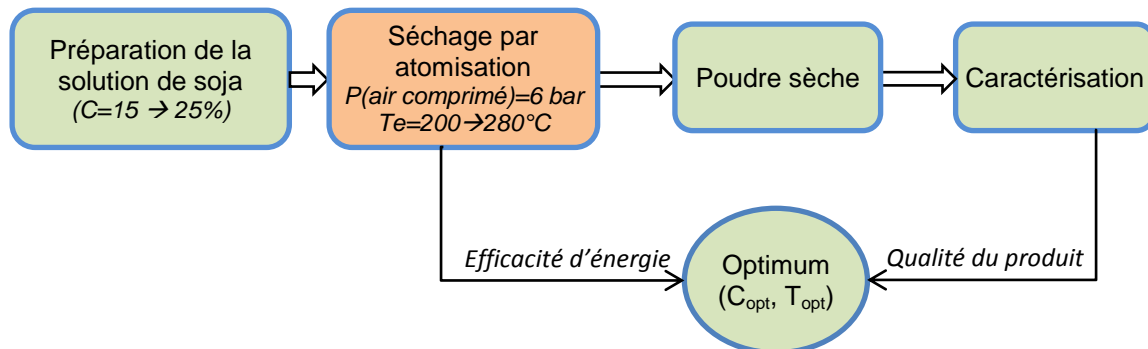 Préparation de la
solution de soja
(C=15 → 25%)
Séchage par
atomisation
P(air comprimé)=6 bar
Te=200→280°C
Poudre sèche
Caractérisation
Efficacité d'énergie
Optimum
(Copt, Topt)
Qualité du produit